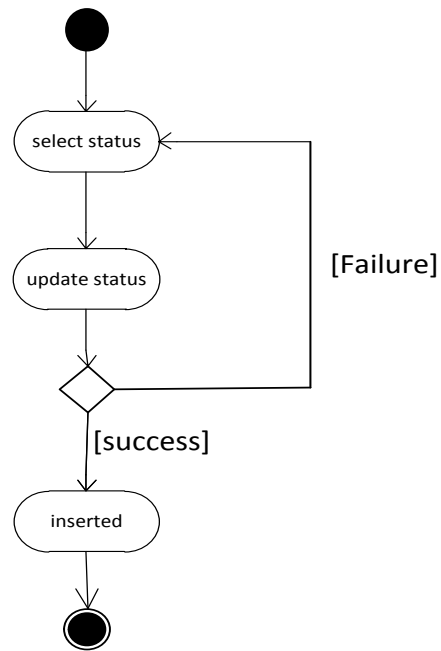 select status
[Failure]
update status
[success]
inserted